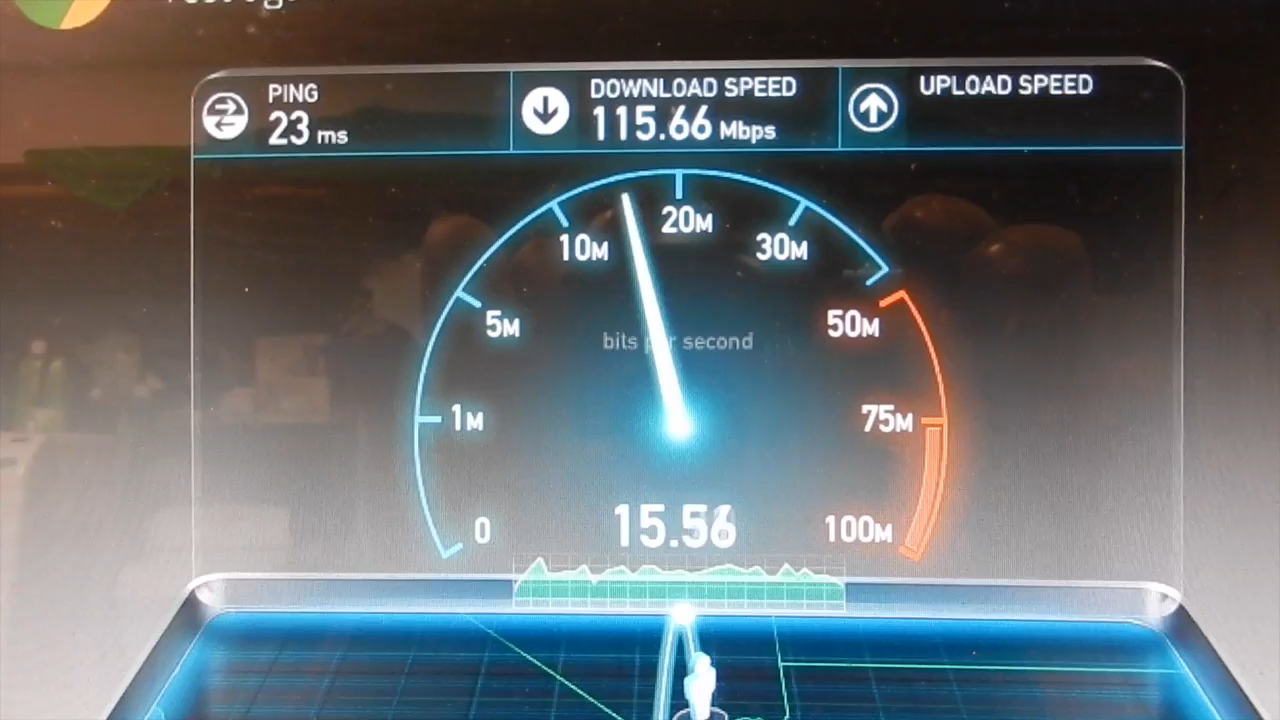 PING
23 ms
DOWNLOAD SPEED
115.66 Mbps
UPLOAD SPEED
20M
10M
30M
5M
50M
bits per second
1M
75M
15.56
0
100M